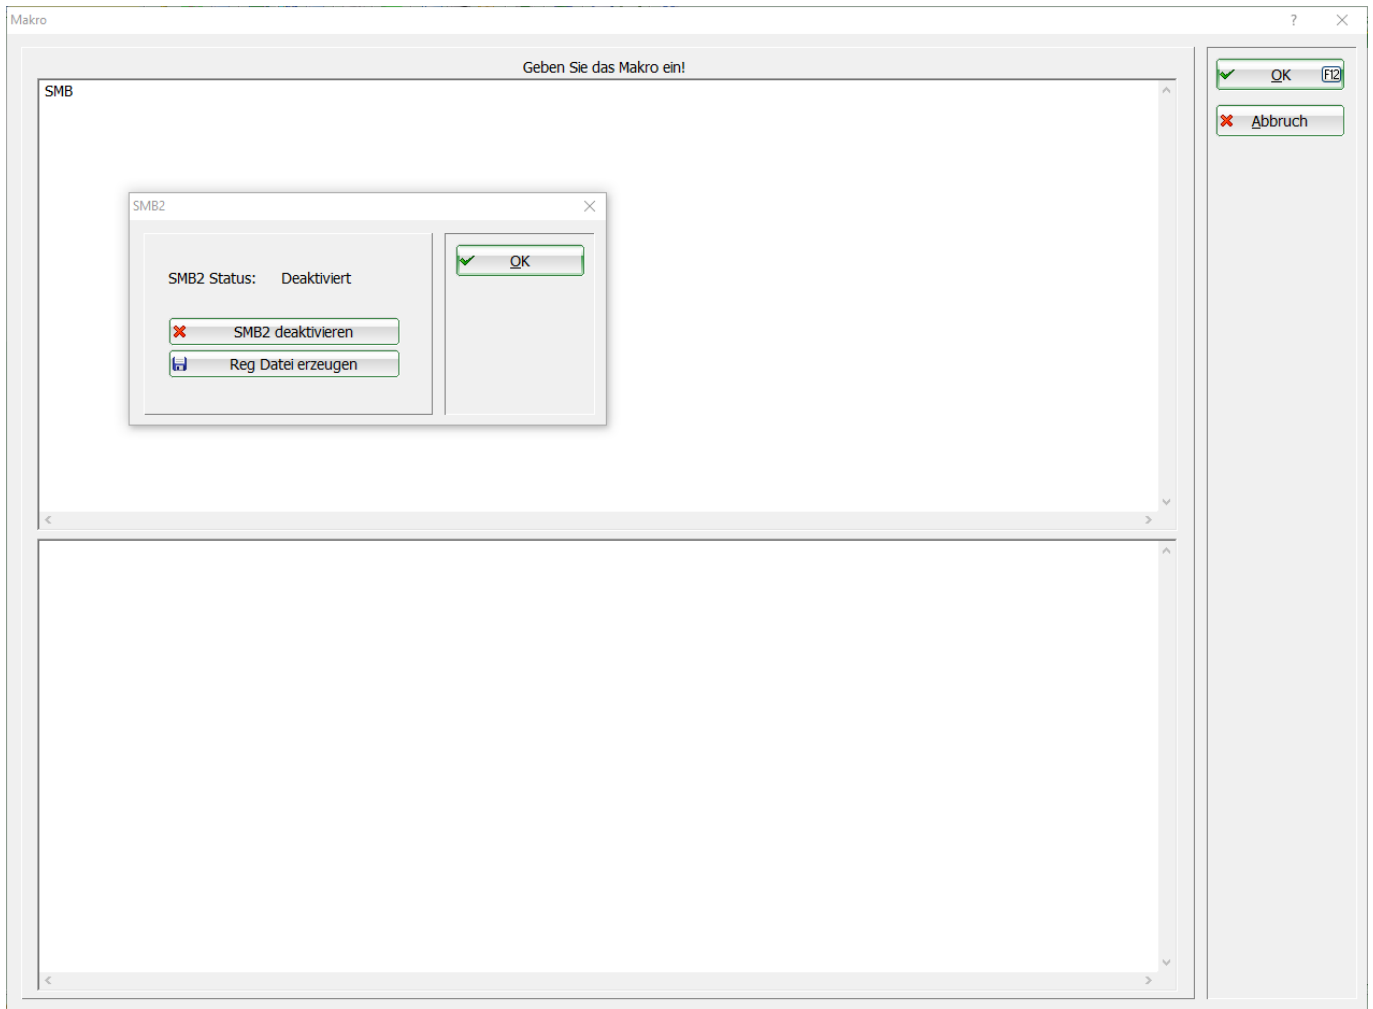 Makro
Geben Sie das Makro ein!
SMB
OK F12
Abbruch
SMB2
SMB2 Status: Deaktiviert
OK
SMB2 deaktivieren
Reg Datei erzeugen